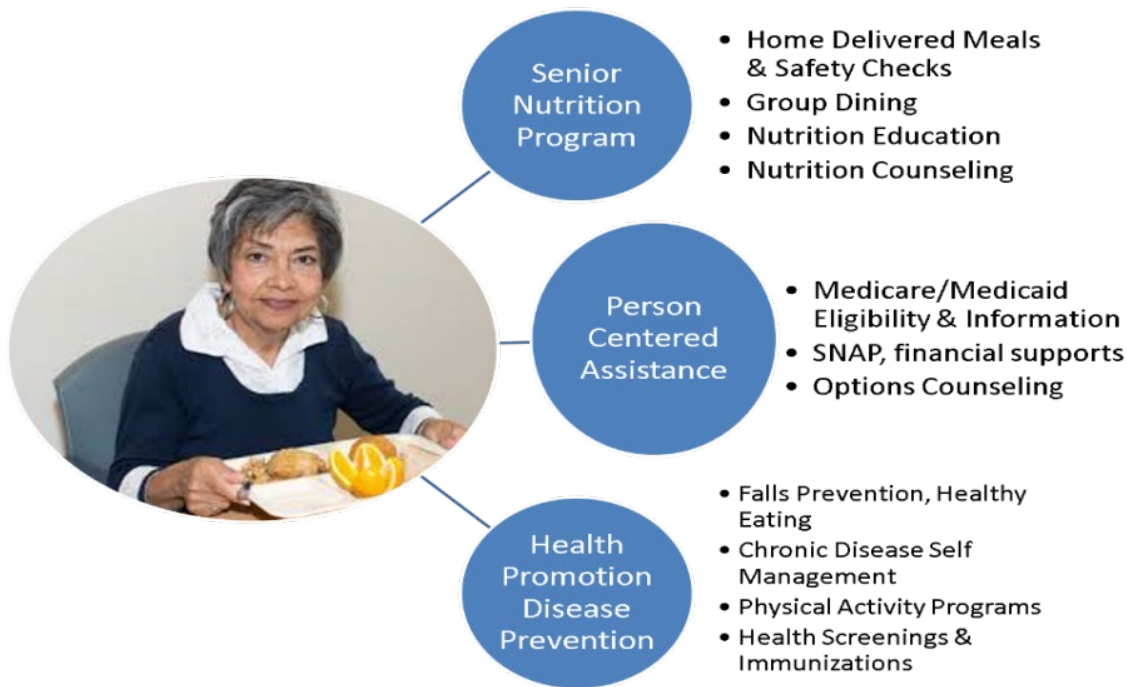 Senior
Nutrition
Program
• Home Delivered Meals
& Safety Checks
• Group Dining
• Nutrition Education
• Nutrition Counseling
Person
Centered
Assistance
• Medicare/Medicaid
Eligibility & Information
• SNAP, financial supports
• Options Counseling
Health
Promotion
Disease
Prevention
• Falls Prevention, Healthy
Eating
• Chronic Disease Self
Management
• Physical Activity Programs
• Health Screenings &
Immunizations